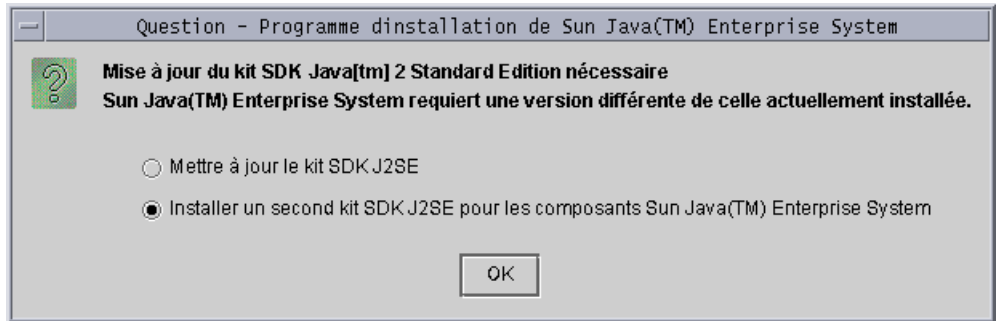 Question - Programme dinstallation de Sun Java(TM) Enterprise System
Mise à jour du kit SDK Java[tm] 2 Standard Edition nécessaire
Sun Java(TM) Enterprise System requiert une version différente de celle actuellement installée.
Mettre à jour le kit SDK J2SE
Installer un second kit SDK J2SE pour les composants Sun Java(TM) Enterprise System
OK